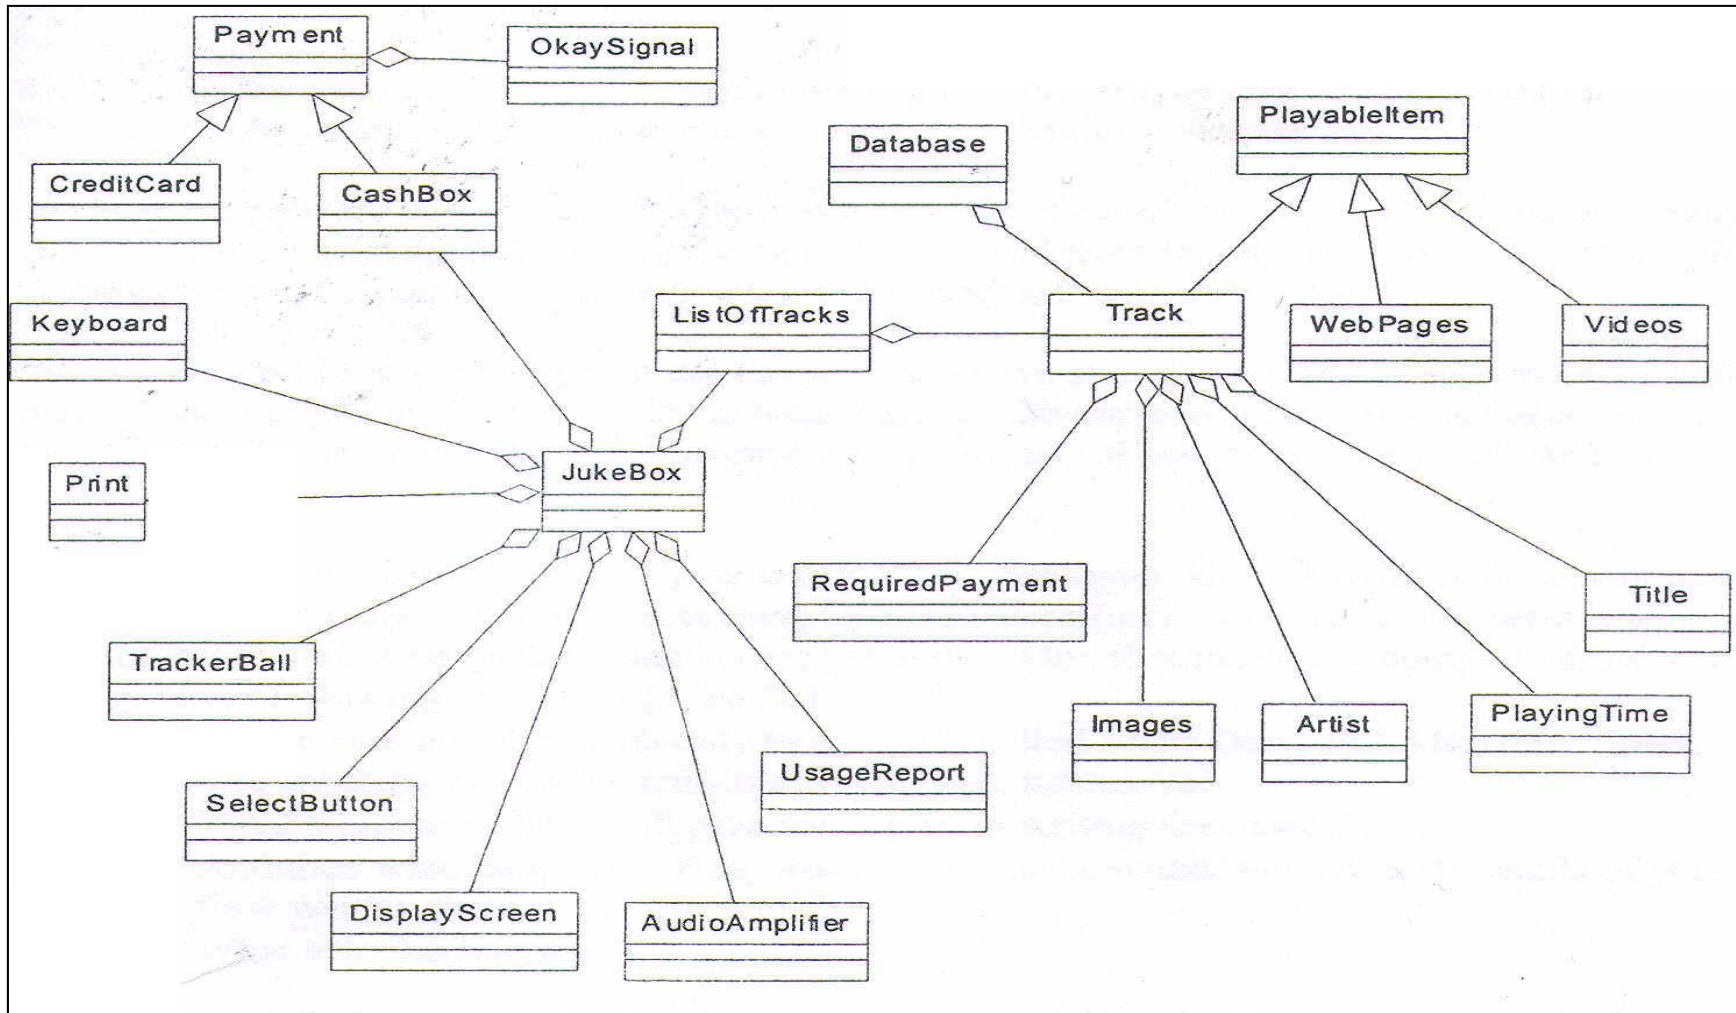 Payment
OkaySignal
PlayableItem
Database
CreditCard
CashBox
Keyboard
ListOfTracks
Track
WebPages
Videos
JukeBox
Print
RequiredPayment
Title
TrackerBall
Images
Artist
PlayingTime
UsageReport
SelectButton
DisplayScreen
AudioAmplifier